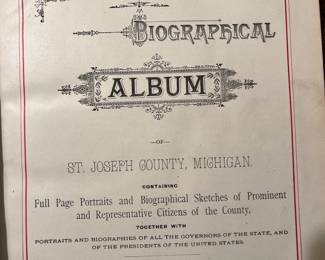 Biographical
ALBUM
—OF—
ST. JOSEPH COUNTY, MICHIGAN.
CONTAINING
Full Page Portraits and Biographical Sketches of Prominent
and Representative Citizens of the County.
TOGETHER WITH
PORTRAITS AND BIOGRAPHIES OF ALL THE GOVERNORS OF THE STATE, AND
OF THE PRESIDENTS OF THE UNITED STATES.